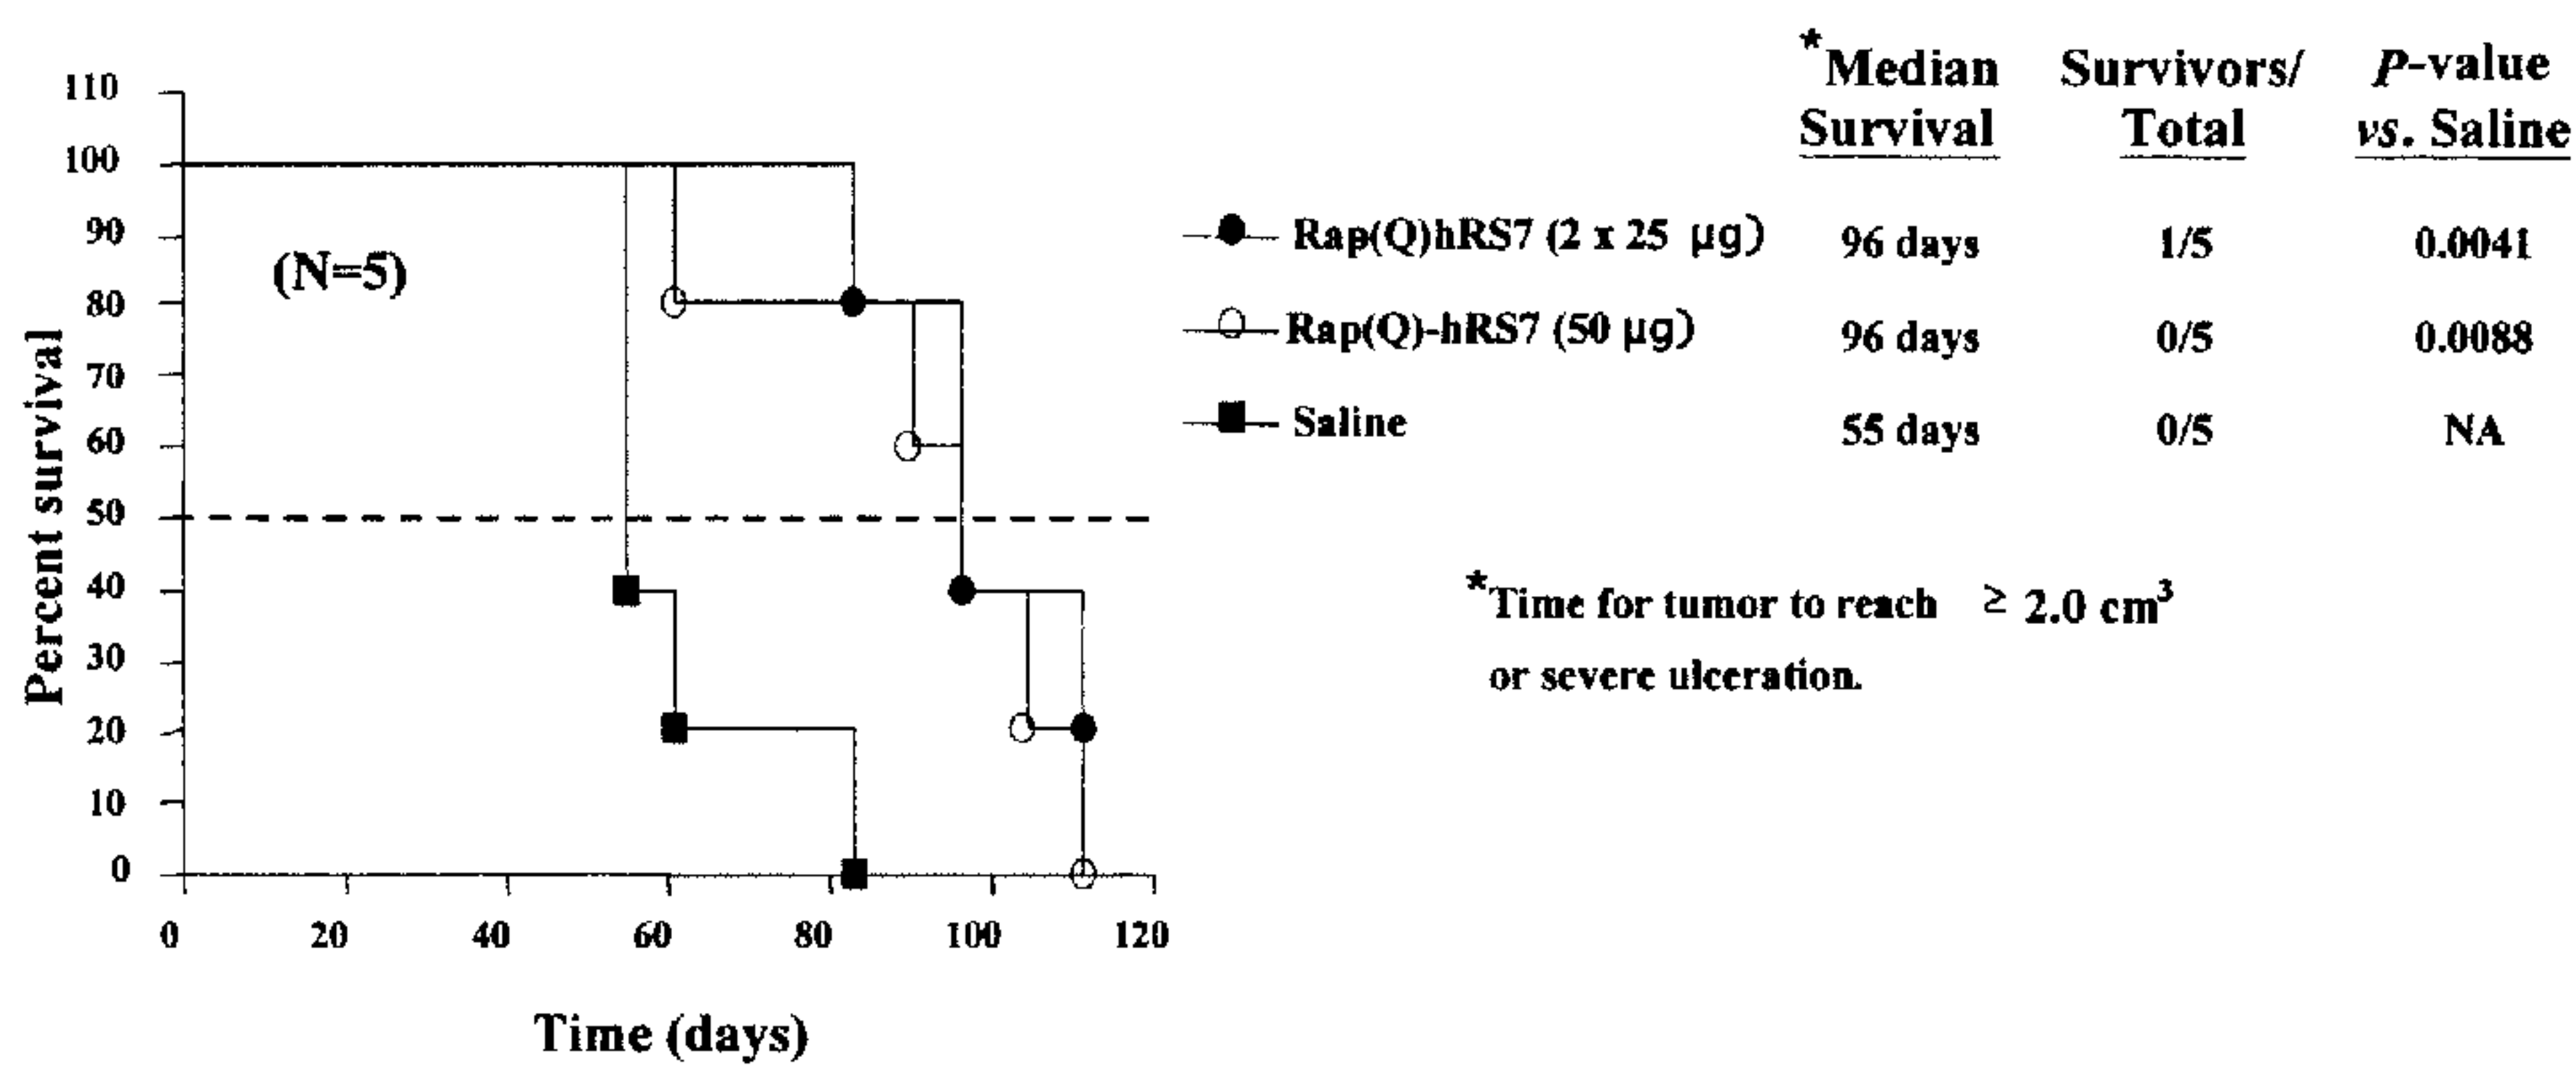 110
100
90
80
70
60
50
40
30
20
10
0
Percent survival
(N=5)
0 20 40 60 80 100 120
Time (days)
*Median Survivors/ P-value
Survival Total vs. Saline
Rap(Q)hRS7 (2 x 25 μg) 96 days 1/5 0.0041
Rap(Q)-hRS7 (50 μg) 96 days 0/5 0.0088
Saline 55 days 0/5 NA
*Time for tumor to reach ≥ 2.0 cm³
or severe ulceration.